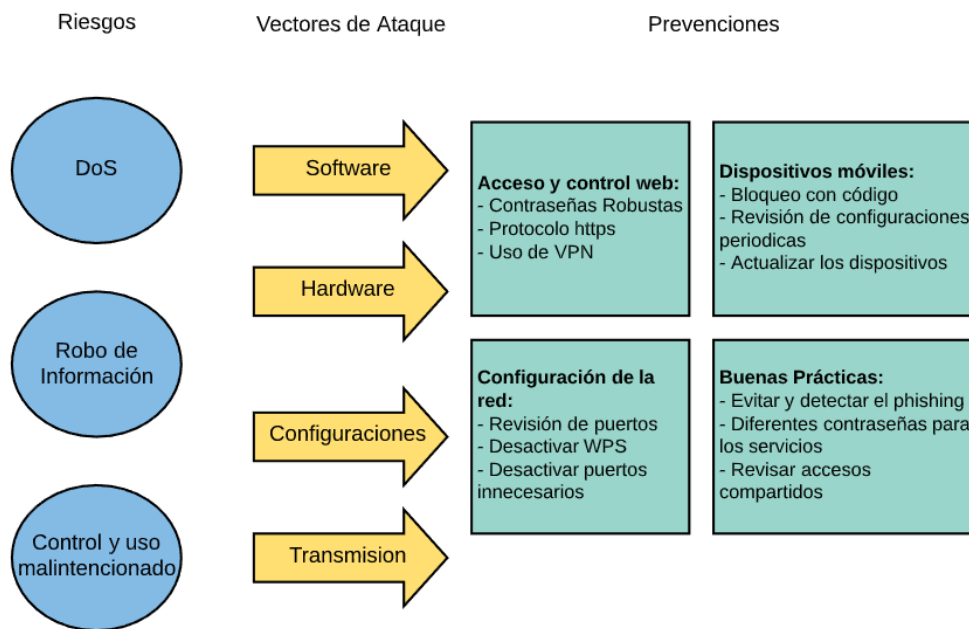 Riesgos
Vectores de Ataque
Prevenciones
DoS
Robo de
Información
Control y uso
malintencionado
Software
Hardware
Configuraciones
Transmision
Acceso y control web:
- Contraseñas Robustas
- Protocolo https
- Uso de VPN
Dispositivos móviles:
- Bloqueo con código
- Revisión de configuraciones
periodicas
- Actualizar los dispositivos
Configuración de la
red:
- Revisión de puertos
- Desactivar WPS
- Desactivar puertos
innecesarios
Buenas Prácticas:
- Evitar y detectar el phishing
- Diferentes contraseñas para
los servicios
- Revisar accesos
compartidos